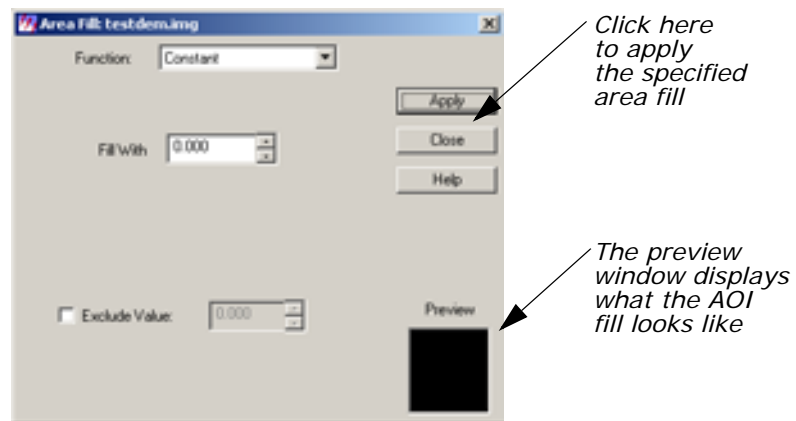 Area Fill: testdem.img
Function: Constant
Apply
Fill With 0.000
Close
Help
Exclude Value: 0.000
Preview
Click here
to apply
the specified
area fill
The preview
window displays
what the AOI
fill looks like